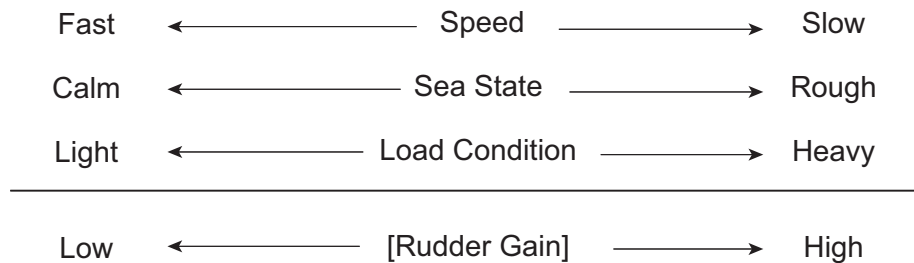 Fast Speed Slow
Calm Sea State Rough
Light Load Condition Heavy
Low [Rudder Gain] High